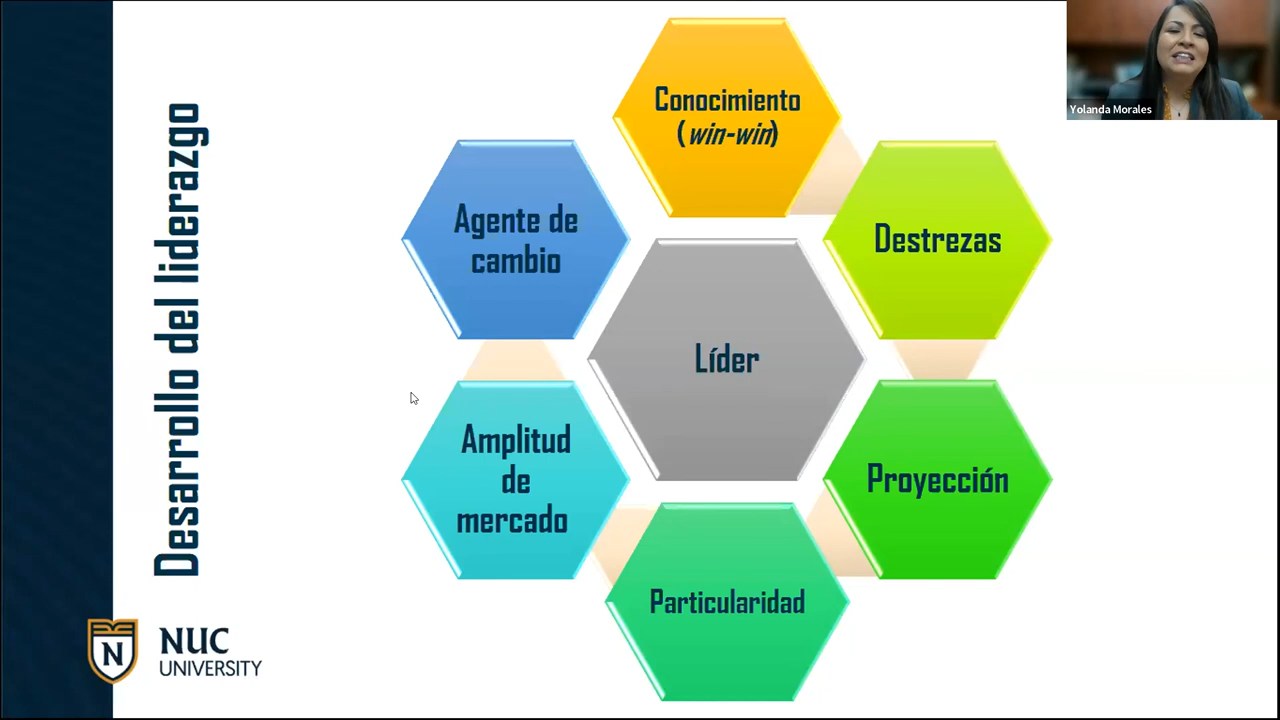 Desarrollo del liderazgo
Conocimiento
(win-win)
Destrezas
Proyección
Particularidad
Amplitud
de
mercado
Agente de
cambio
Líder
Yolanda Morales
N
NUC
UNIVERSITY